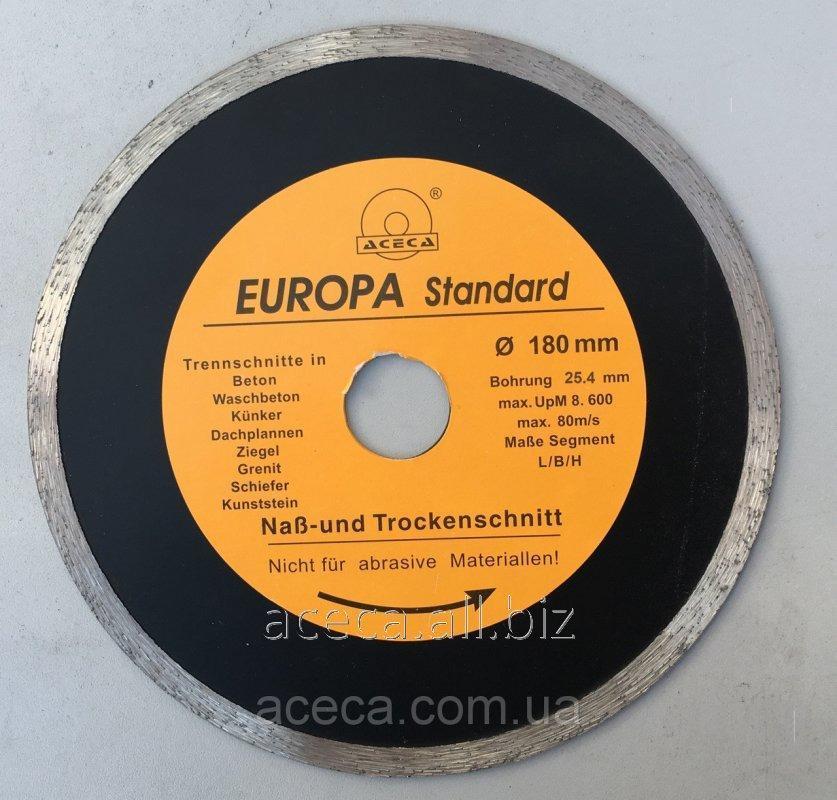 ®
ACECA
EUROPA Standard
Trennschnitte in
Beton
Waschbeton
Künker
Dachplannen
Ziegel
Grenit
Schiefer
Kunststein
Ø 180 mm
Bohrung 25.4 mm
max. UpM 8. 600
max. 80m/s
Maße Segment
L/B/H
Naß-und Trockenschnitt
Nicht für abrasive Materiallen!
aceca.all.biz
aceca.com.ua